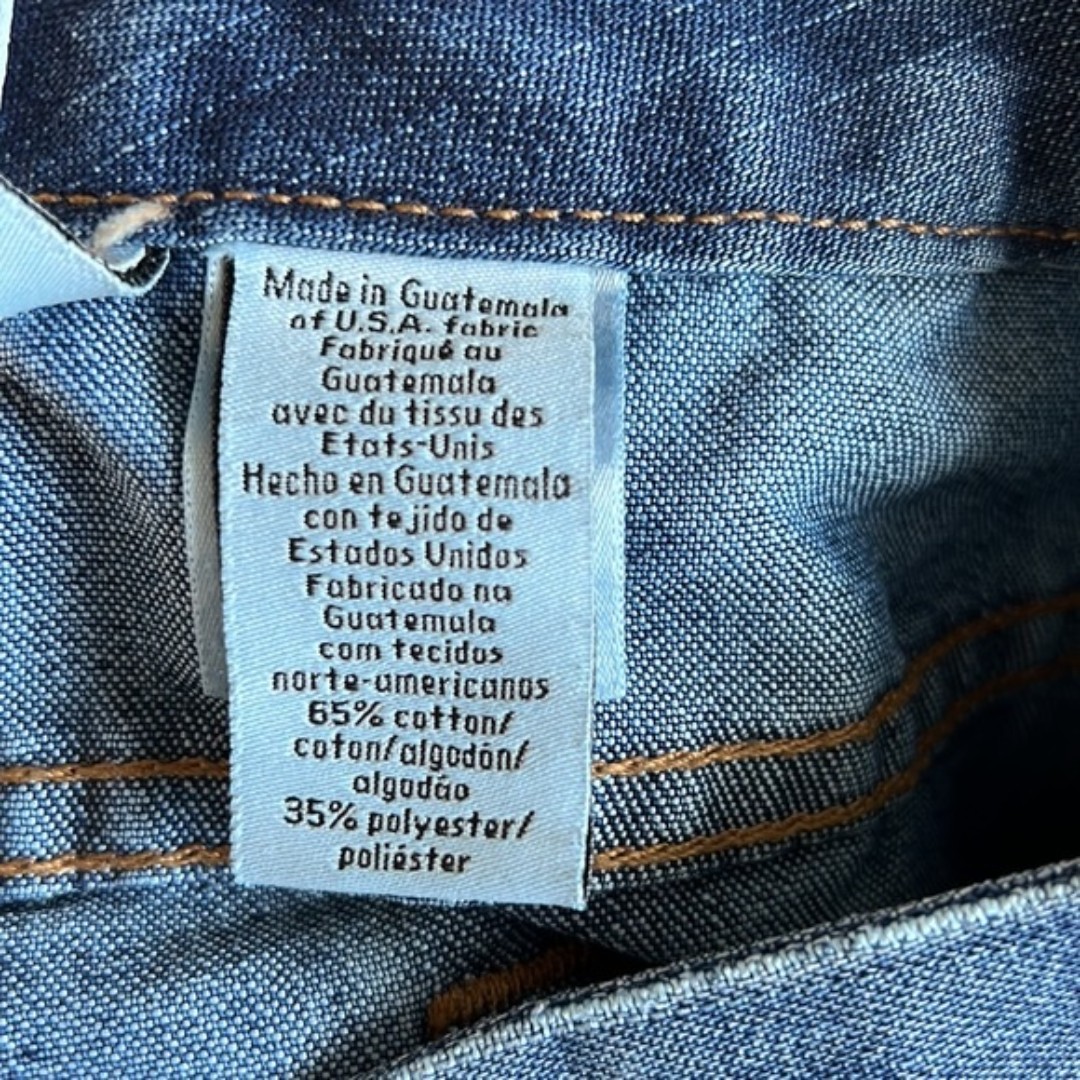 Made in Guatemala
of U.S.A. fabric
Fabriqué au
Guatemala
avec du tissu des
Etats-Unis
Hecho en Guatemala
con tejido de
Estados Unidos
Fabricado na
Guatemala
com tecidos
norte-americanos
65% cotton/
coton/algodón/
algodão
35% polyester/
poliéster